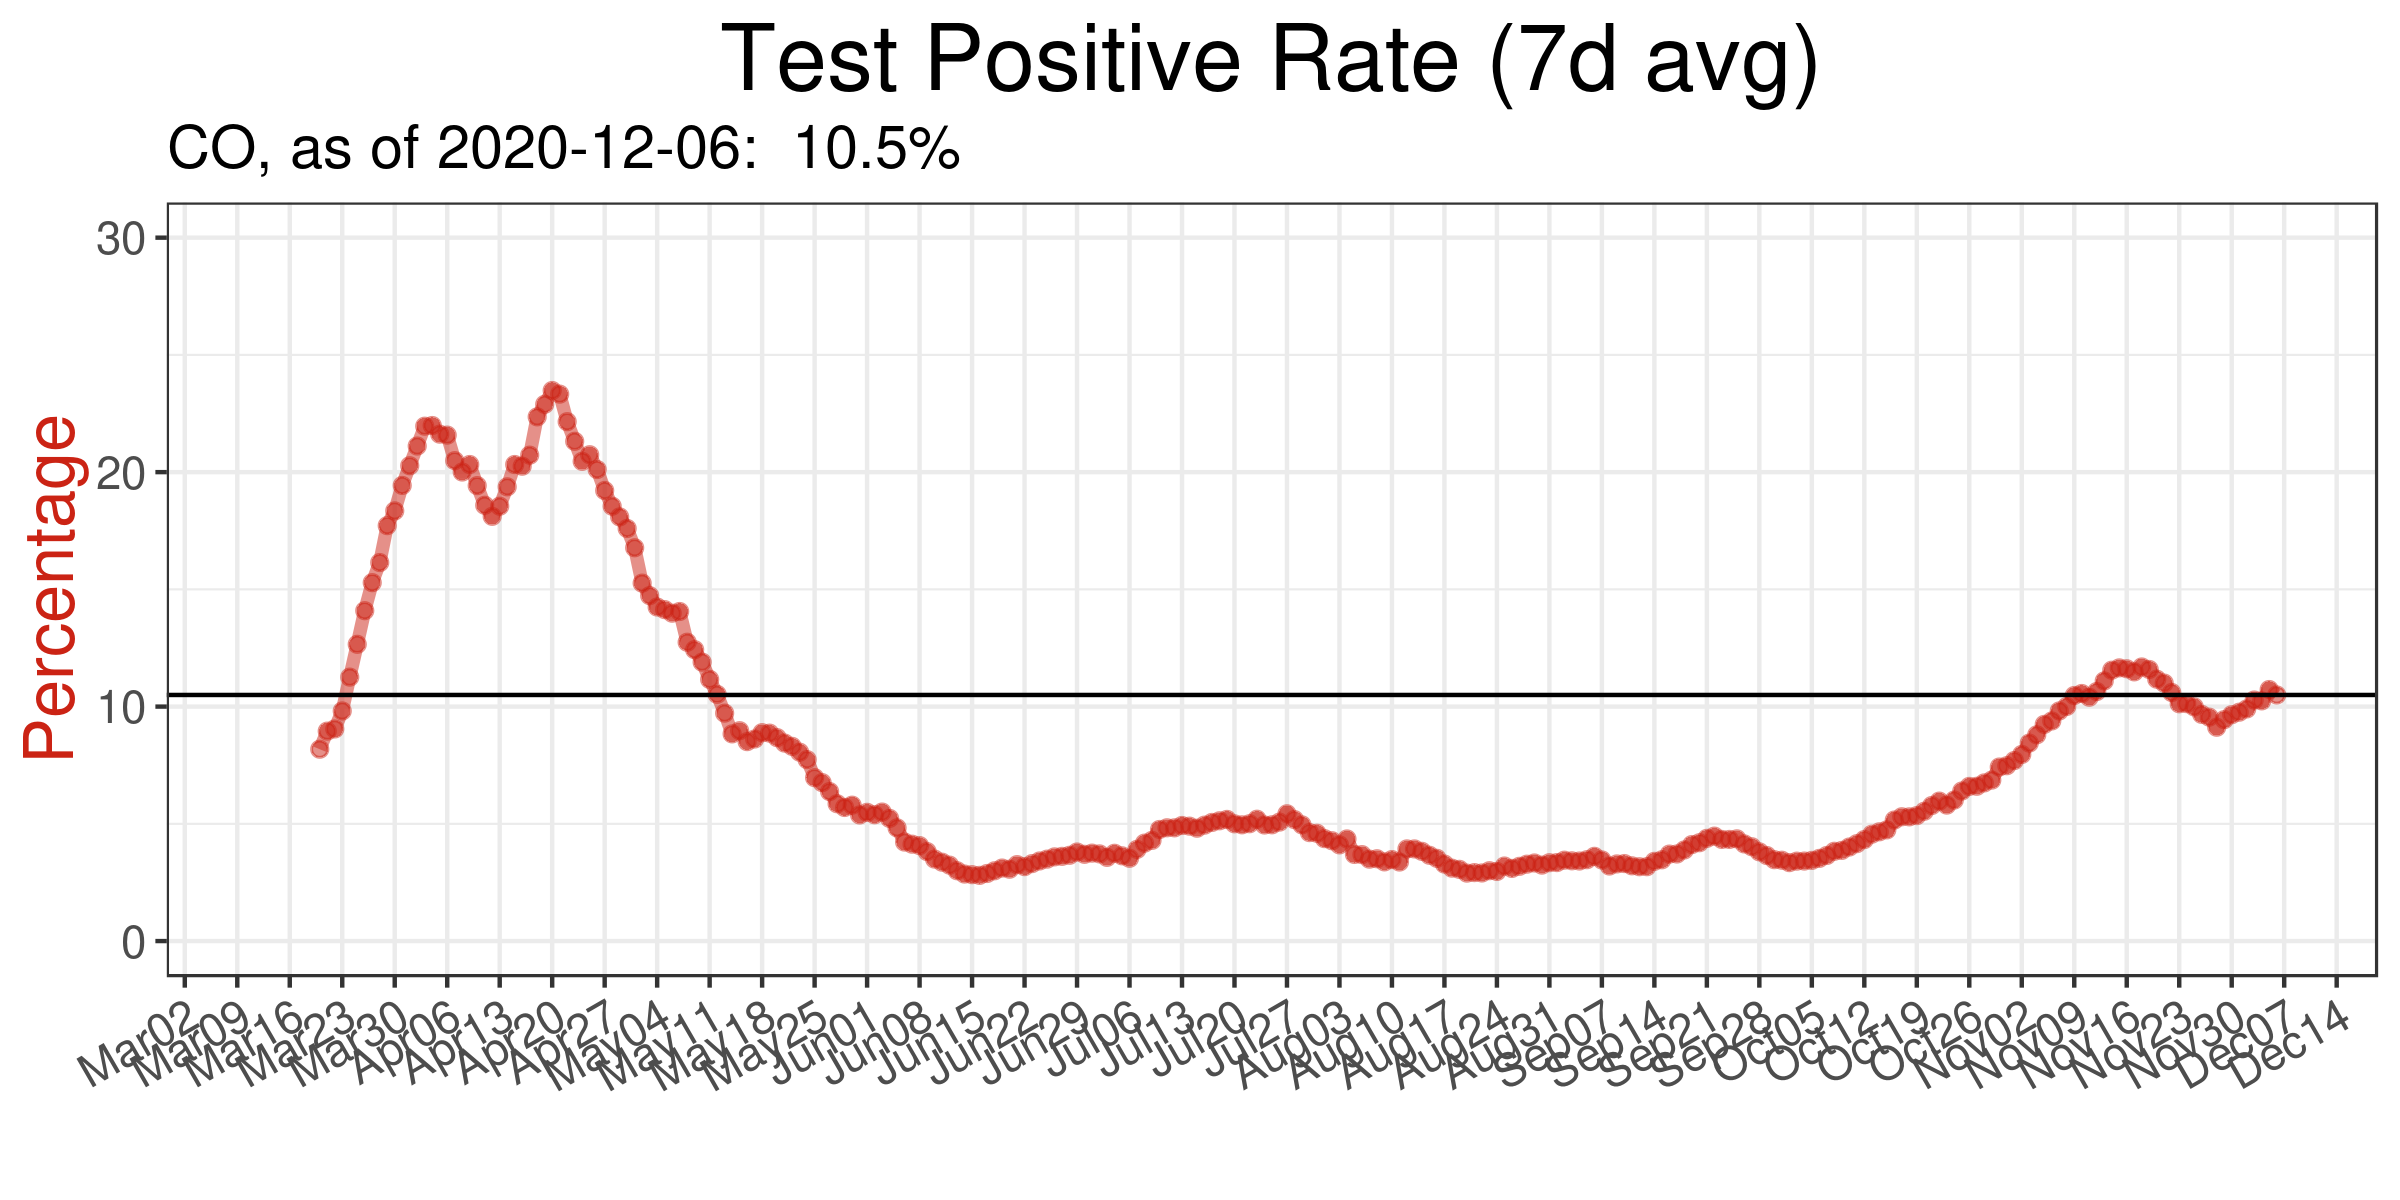 Test Positive Rate (7d avg)
CO, as of 2020-12-06:  10.5%
Percentage
30
20
10
0
Mar02
Mar09
Mar16
Mar23
Mar30
Apr06
Apr13
Apr20
Apr27
May04
May11
May18
May25
Jun01
Jun08
Jun15
Jun22
Jun29
Jul06
Jul13
Jul20
Jul27
Aug03
Aug10
Aug17
Aug24
Aug31
Sep07
Sep14
Sep21
Sep28
Oct05
Oct12
Oct19
Oct26
Nov02
Nov09
Nov16
Nov23
Nov30
Dec07
Dec14